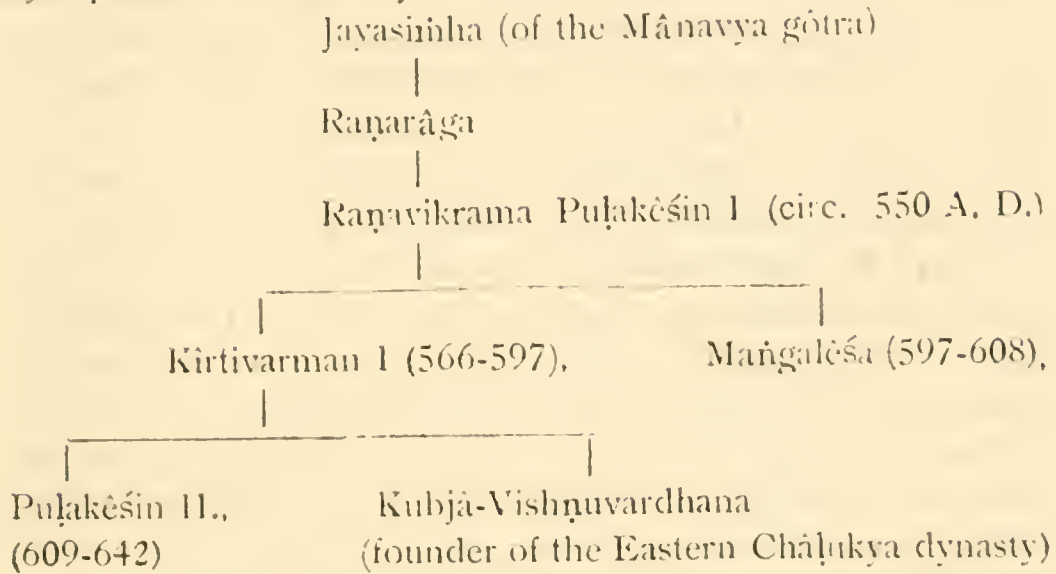 Jayasiṁha (of the Mânavya gôtra)
Raṇarâga
Raṇavikrama Puḷakêśin I (circ. 550 A. D.)
Kîrtivarman I (566-597), Maṅgalêśa (597-608),
Puḷakêśin II., Kubjâ-Vishṇuvardhana
(609-642) (founder of the Eastern Châḷukya dynasty)